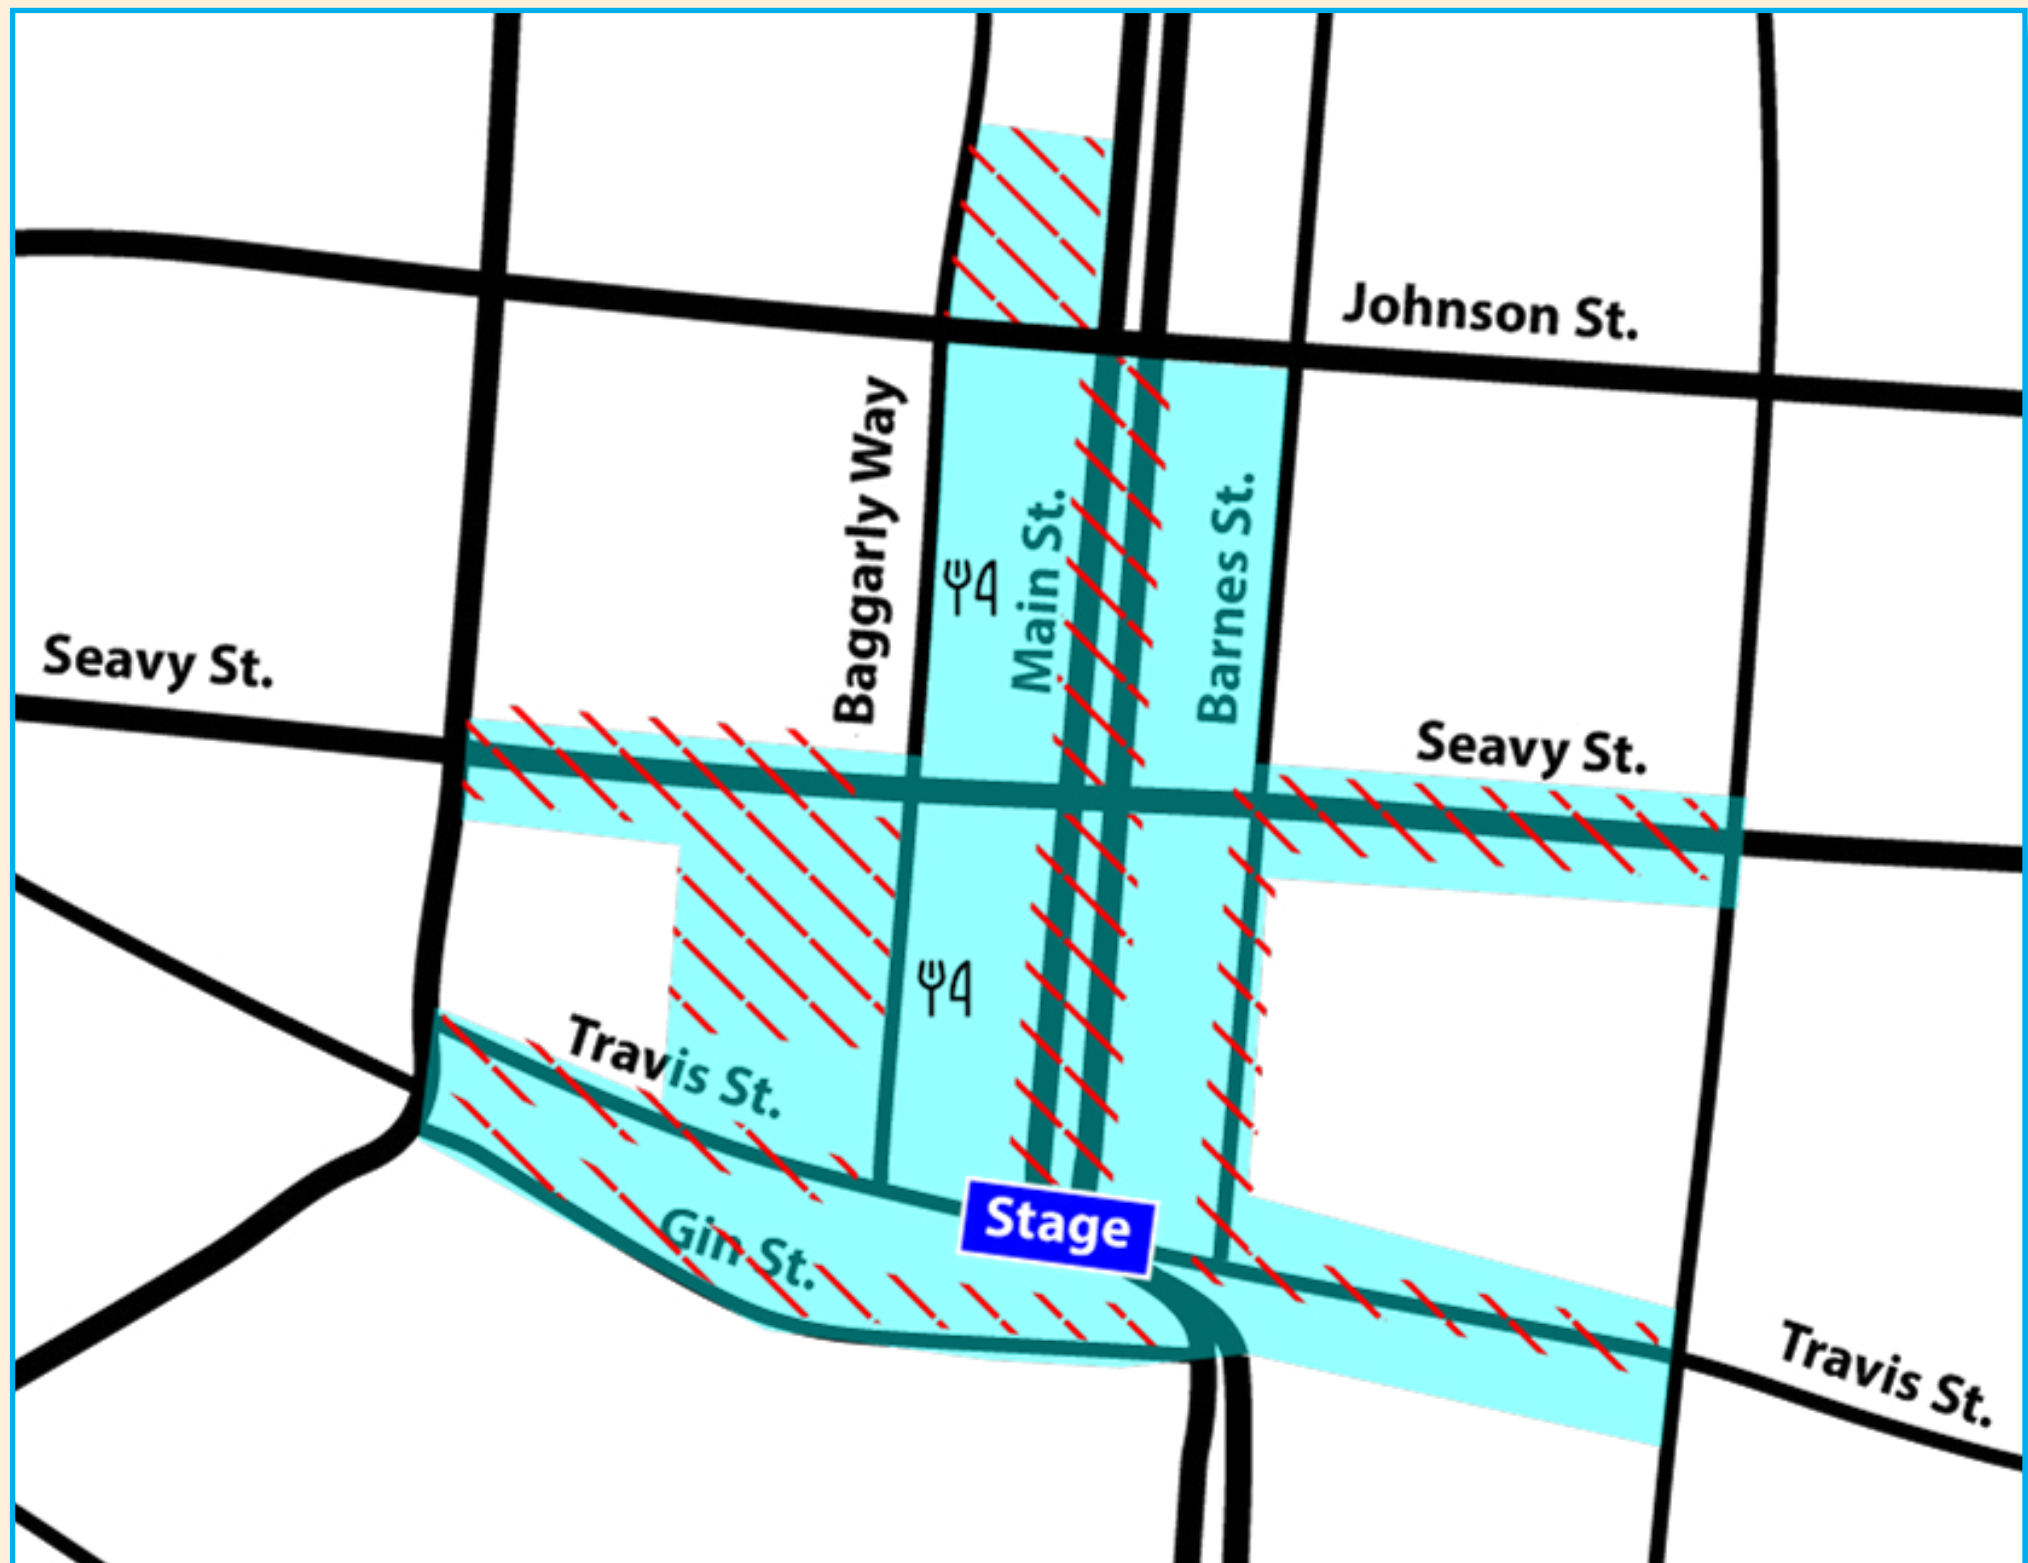 Johnson St.
Baggarly Way
Main St.
Barnes St.
Seavy St.
Seavy St.
Travis St.
Stage
Gin St.
Travis St.